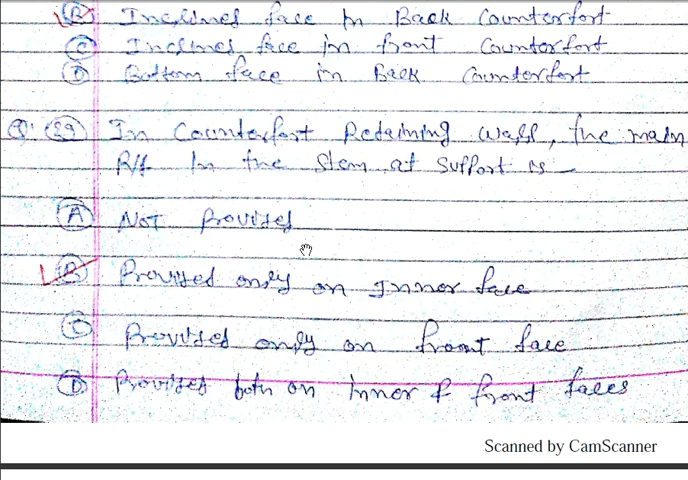 (B) Inclined face in Back Counterfort
(C) Inclined face in front Counterfort
(D) Bottom face in Back Counterfort
Q. (29) In Counterfort Retaining wall, the main
R/f In the stem at support is —
(A) Not Provided
(B) Provided only on Inner face
(C) Provided only on front face
(D) Provided both on Inner & front faces
Scanned by CamScanner